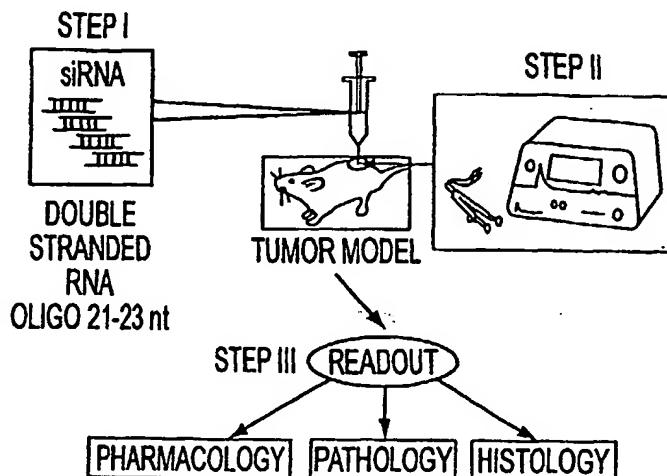 STEP I
siRNA
DOUBLE
STRANDED
RNA
OLIGO 21-23 nt
STEP II
TUMOR MODEL
STEP III
READOUT
PHARMACOLOGY
PATHOLOGY
HISTOLOGY